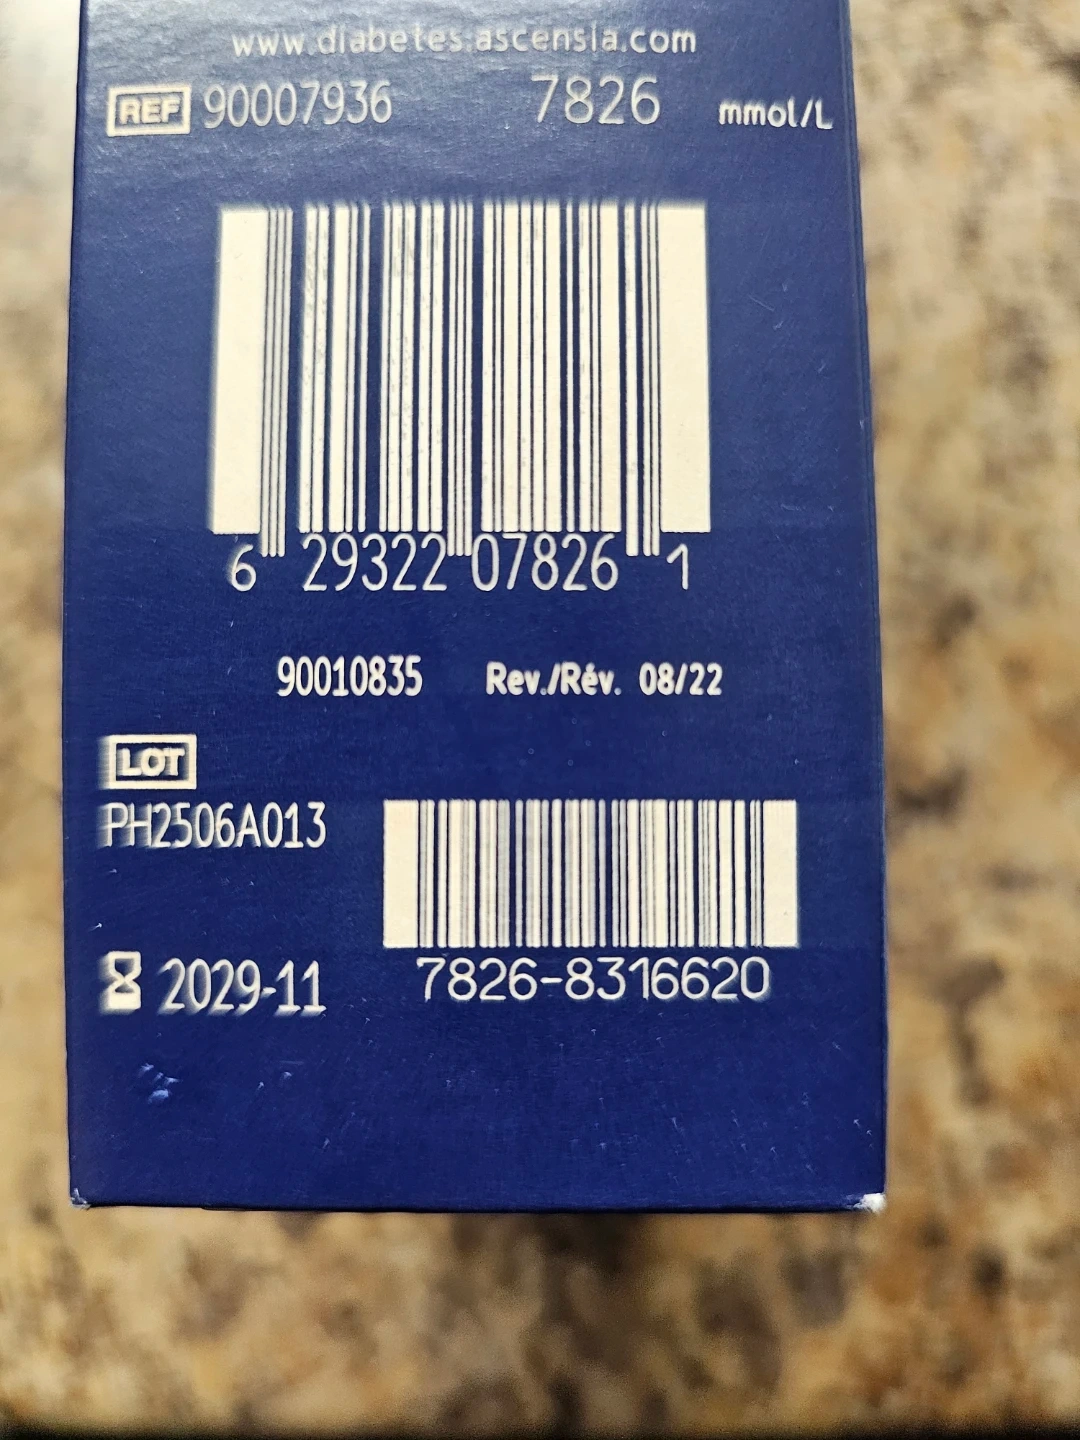 www.diabetes.ascensia.com
REF 90007936 7826 mmol/L
6 29322 07826 1
90010835 Rev./Rév. 08/22
LOT
PH2506A013
2029-11
7826-8316620